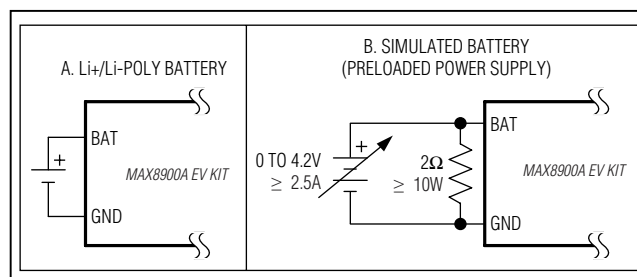 A. Li+/Li-POLY BATTERY
BAT
+
MAX8900A EV KIT
GND
B. SIMULATED BATTERY
(PRELOADED POWER SUPPLY)
BAT
+
0 TO 4.2V
≥ 2.5A
2Ω
≥ 10W
MAX8900A EV KIT
GND